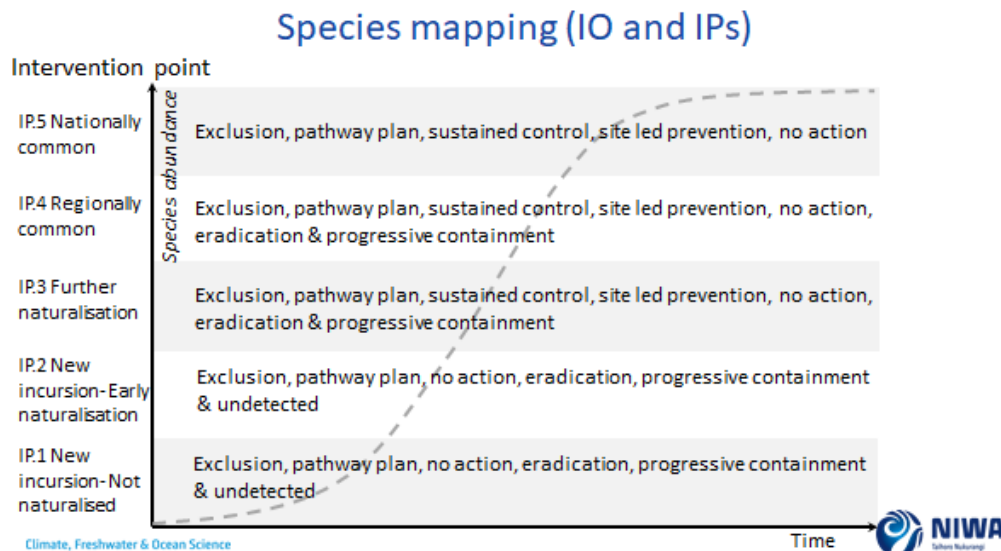 Species mapping (IO and IPs)
Intervention point
Species abundance
IP.5 Nationally
common
Exclusion, pathway plan, sustained control, site led prevention, no action
IP.4 Regionally
common
Exclusion, pathway plan, sustained control, site led prevention, no action,
eradication & progressive containment
IP.3 Further
naturalisation
Exclusion, pathway plan, sustained control, site led prevention, no action,
eradication & progressive containment
IP.2 New
incursion-Early
naturalisation
Exclusion, pathway plan, no action, eradication, progressive containment
& undetected
IP.1 New
incursion-Not
naturalised
Exclusion, pathway plan, no action, eradication, progressive containment
& undetected
Time
Climate, Freshwater & Ocean Science
NIWA
Taihoro Nukurangi